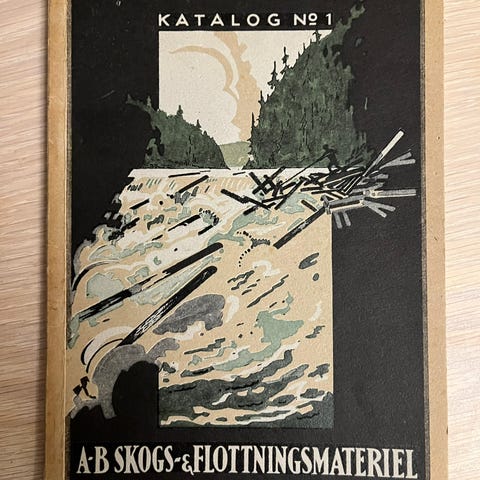 KATALOG Nº 1
A-B SKOGS-&FLOTTNINGSMATERIEL